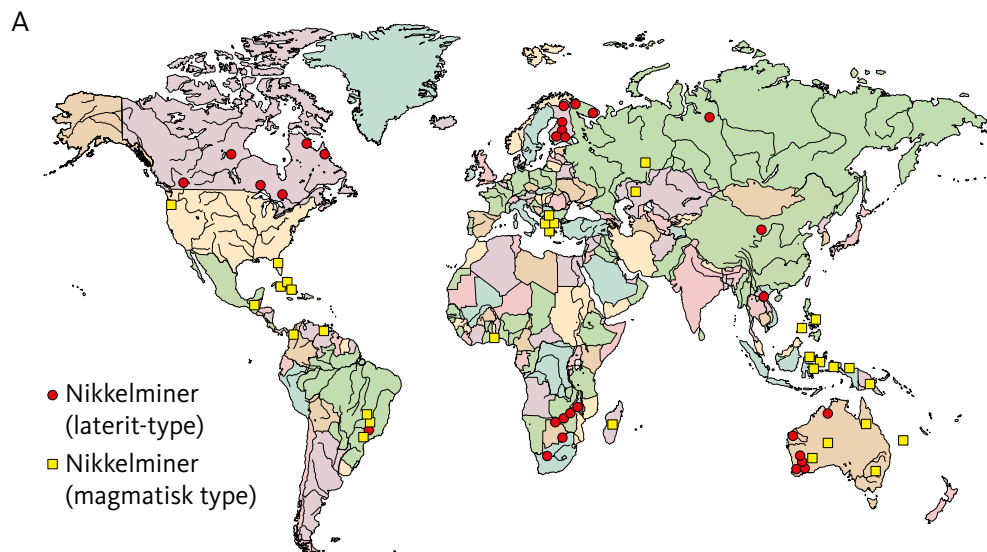 A
Nikkelminer
(laterit-type)
Nikkelminer
(magmatisk type)